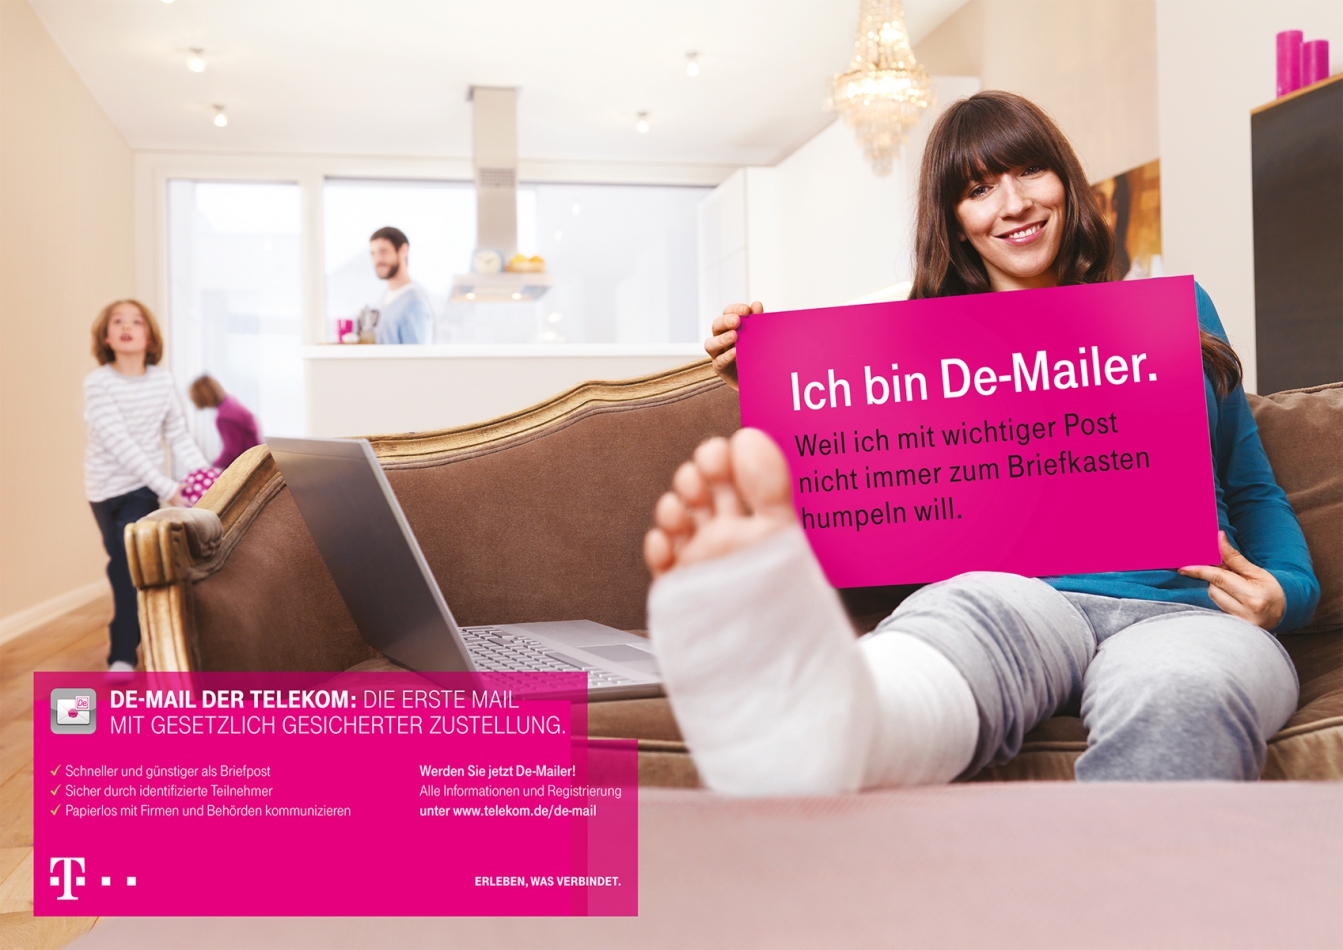 Ich bin De-Mailer.
Weil ich mit wichtiger Post
nicht immer zum Briefkasten
humpeln will.
De
DE-MAIL DER TELEKOM: DIE ERSTE MAIL
MIT GESETZLICH GESICHERTER ZUSTELLUNG.
✓ Schneller und günstiger als Briefpost
✓ Sicher durch identifizierte Teilnehmer
✓ Papierlos mit Firmen und Behörden kommunizieren
Werden Sie jetzt De-Mailer!
Alle Informationen und Registrierung
unter www.telekom.de/de-mail
T
ERLEBEN, WAS VERBINDET.